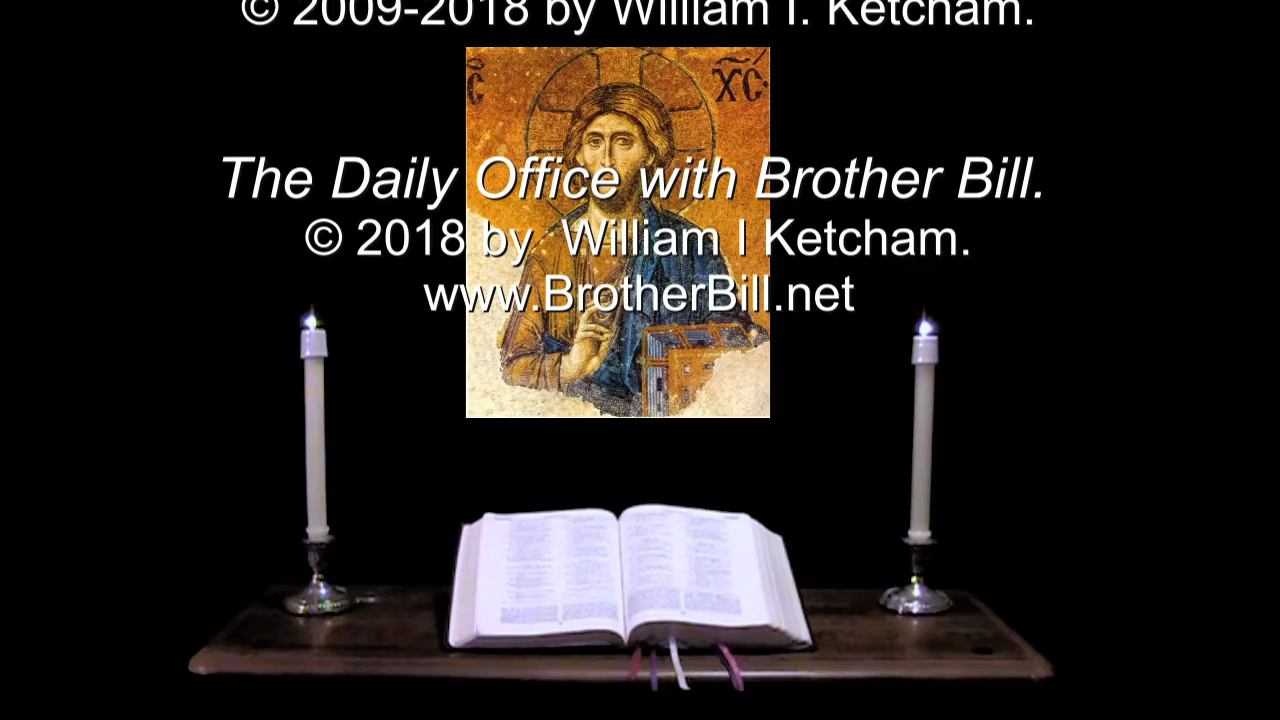 © 2009-2018 by William I. Ketcham.
C XC
The Daily Office with Brother Bill.
© 2018 by William I Ketcham.
www.BrotherBill.net